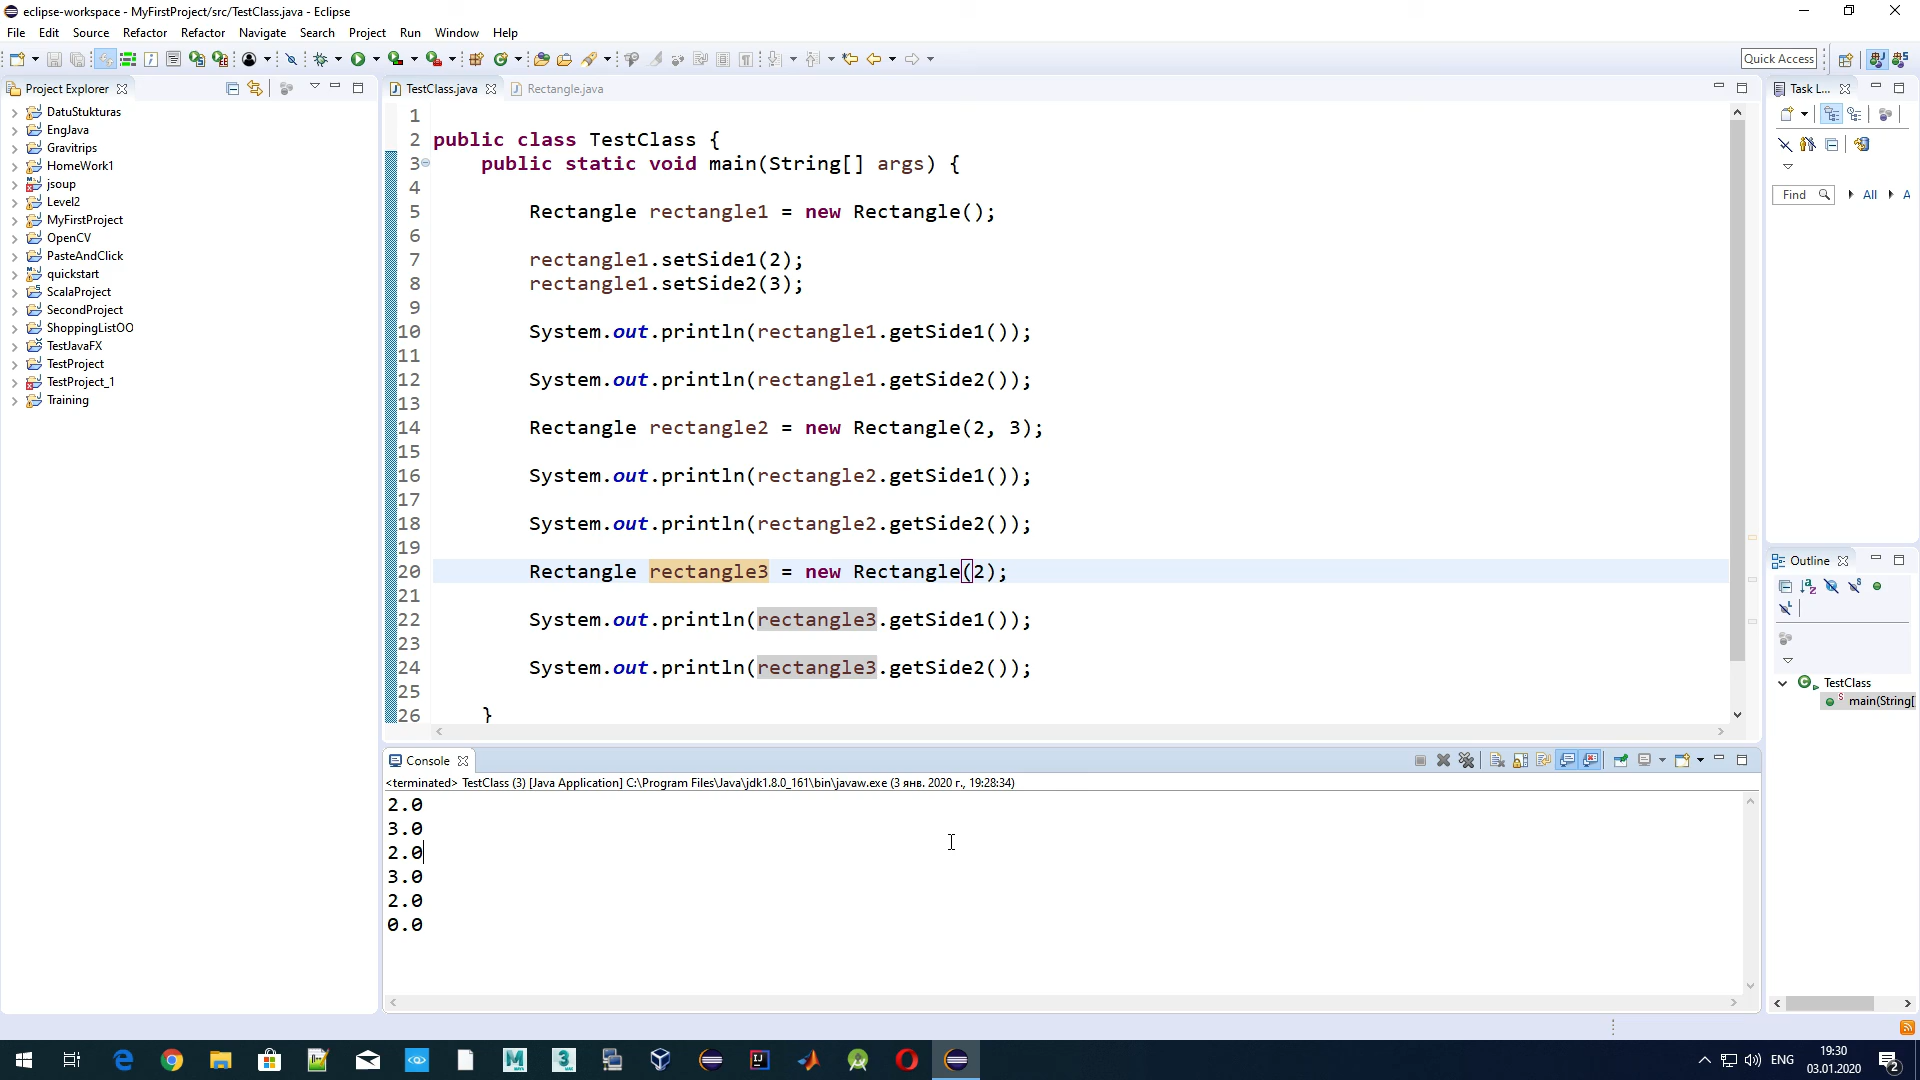 eclipse-workspace - MyFirstProject/src/TestClass.java - Eclipse
File Edit Source Refactor Refactor Navigate Search Project Run Window Help
Quick Access
Project Explorer
DatuStukturas
EngJava
Gravitrips
HomeWork1
jsoup
Level2
MyFirstProject
OpenCV
PasteAndClick
quickstart
ScalaProject
SecondProject
ShoppingListOO
TestJavaFX
TestProject
TestProject_1
Training
TestClass.java Rectangle.java
1
2 public class TestClass {
3 public static void main(String[] args) {
4
5 Rectangle rectangle1 = new Rectangle();
6
7 rectangle1.setSide1(2);
8 rectangle1.setSide2(3);
9
10 System.out.println(rectangle1.getSide1());
11
12 System.out.println(rectangle1.getSide2());
13
14 Rectangle rectangle2 = new Rectangle(2, 3);
15
16 System.out.println(rectangle2.getSide1());
17
18 System.out.println(rectangle2.getSide2());
19
20 Rectangle rectangle3 = new Rectangle(2);
21
22 System.out.println(rectangle3.getSide1());
23
24 System.out.println(rectangle3.getSide2());
25
26 }
Console
<terminated> TestClass (3) [Java Application] C:\Program Files\Java\jdk1.8.0_161\bin\javaw.exe (3 янв. 2020 г., 19:28:34)
2.0
3.0
2.0
3.0
2.0
0.0
Task L...
Find All A
Outline
TestClass
main(String[
ENG
19:30
03.01.2020
2